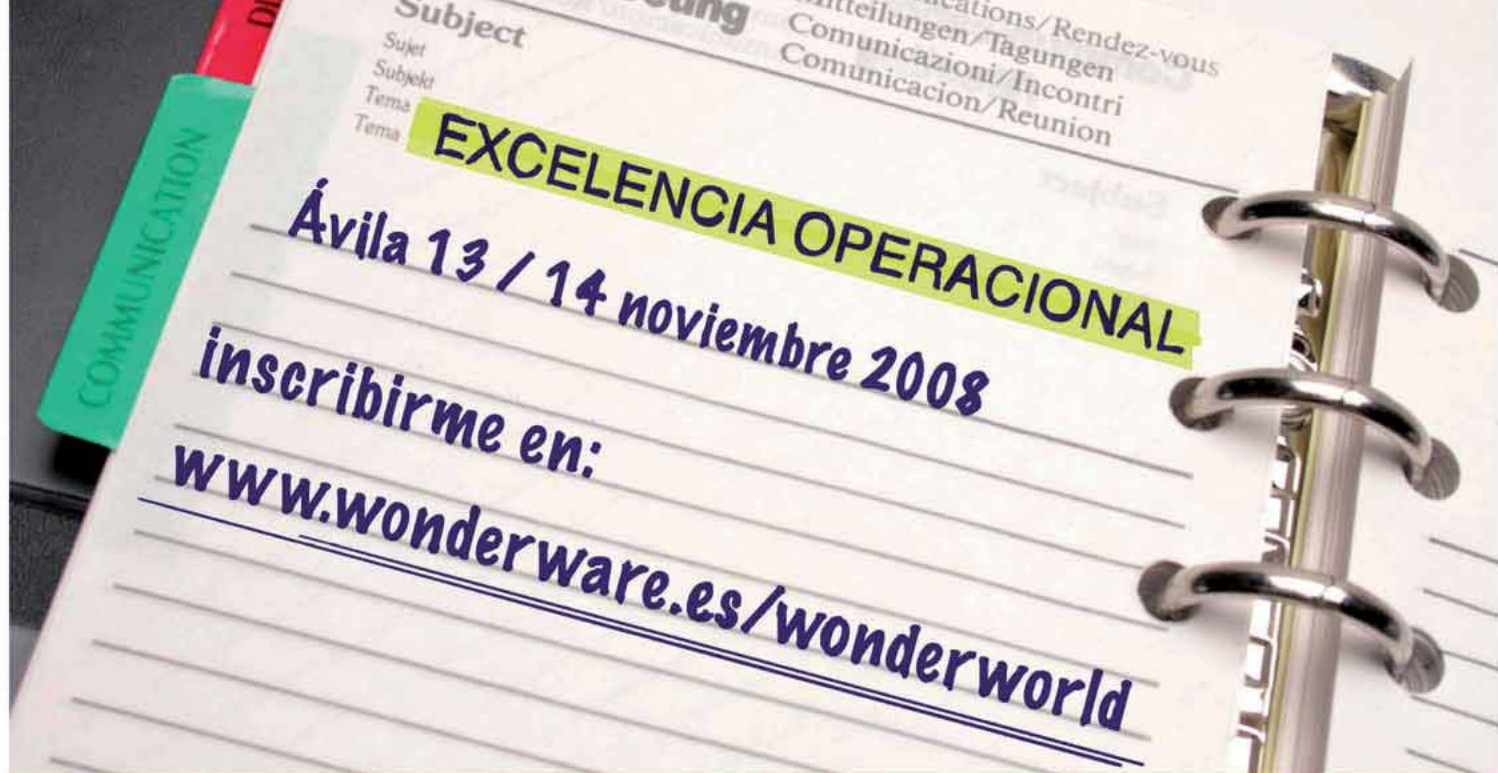 Subject
Sujet
Subjekt
Tema
Tema
Comunicazioni/Incontri
Comunicacion/Reunion
COMMUNICATION
EXCELENCIA OPERACIONAL
Ávila 13 / 14 noviembre 2008
inscribirme en:
www.wonderware.es/wonderworld